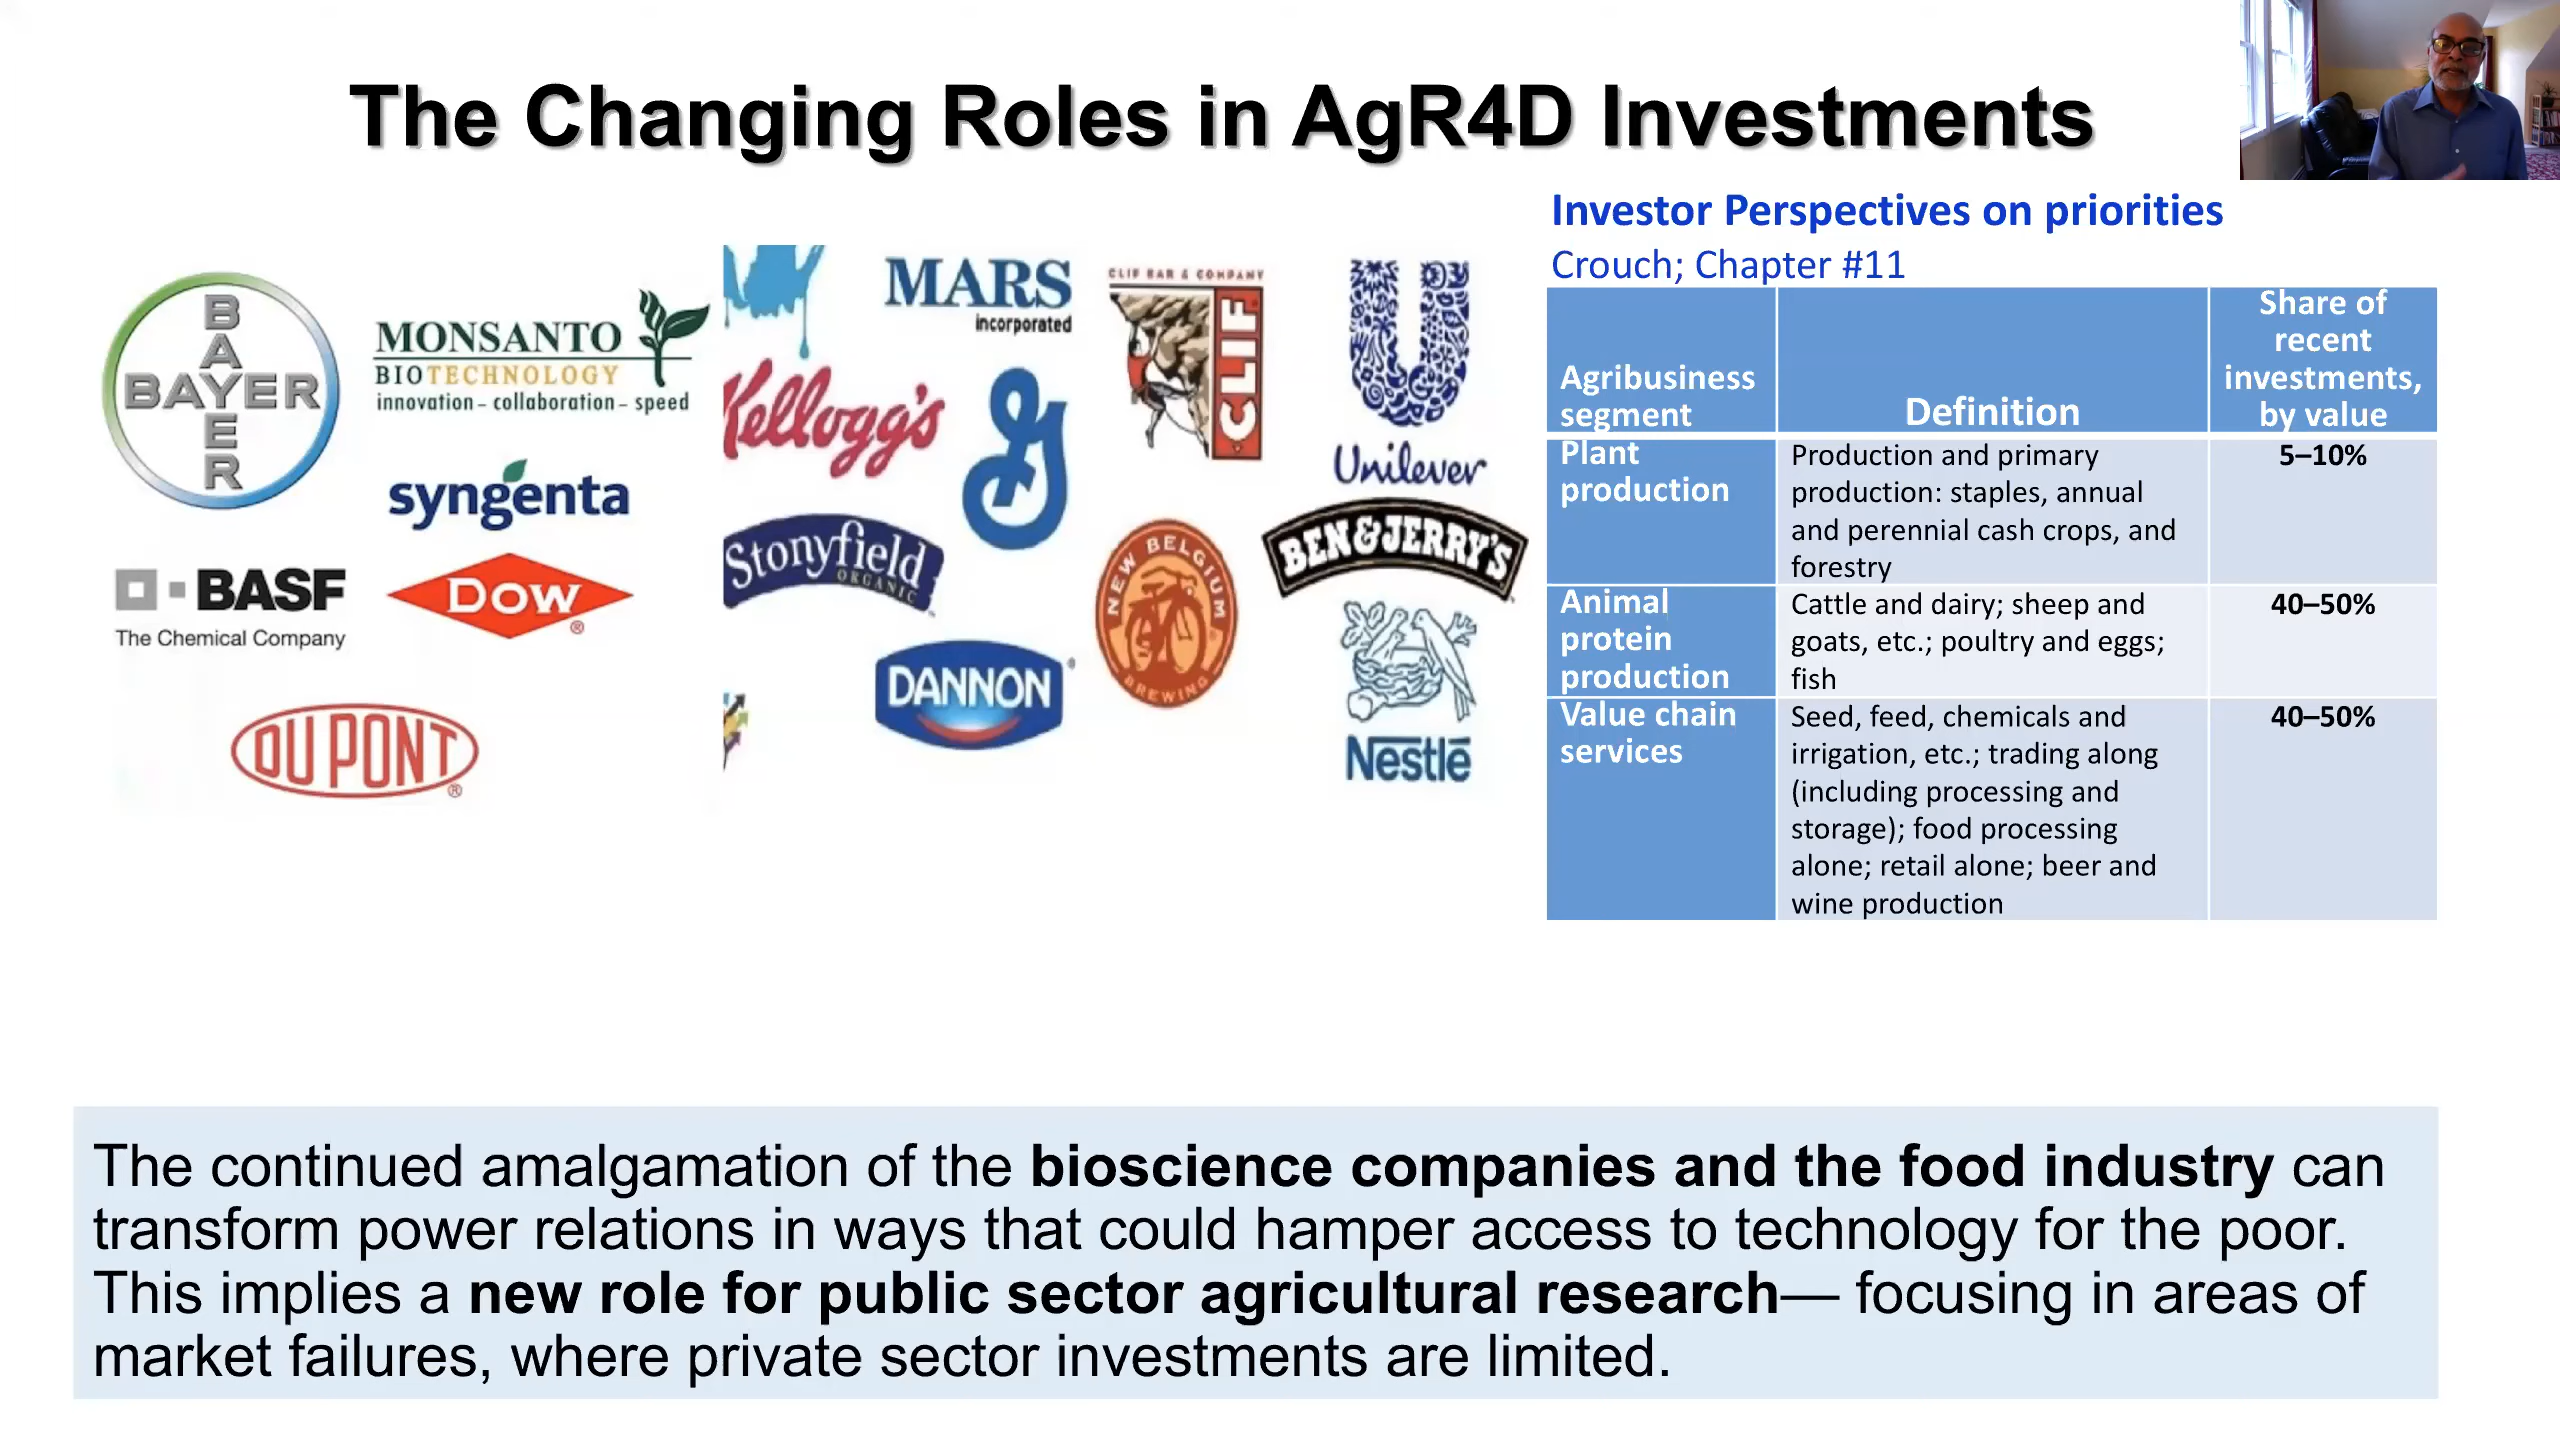 The Changing Roles in AgR4D Investments
BAYER
BAYER
MONSANTO
BIOTECHNOLOGY
innovation - collaboration - speed
syngenta
BASF
The Chemical Company
DOW
®
DU PONT
®
MARS
incorporated
Kellogg's
G
CLIF BAR & COMPANY
CLIF
U
Unilever
Stonyfield
ORGANIC
NEW BELGIUM
BREWING
BEN & JERRY'S
DANNON
Nestlē
Investor Perspectives on priorities
Crouch; Chapter #11
Agribusiness
segment
Definition
Share of
recent
investments,
by value
Plant
production
Production and primary
production: staples, annual
and perennial cash crops, and
forestry
5–10%
Animal
protein
production
Cattle and dairy; sheep and
goats, etc.; poultry and eggs;
fish
40–50%
Value chain
services
Seed, feed, chemicals and
irrigation, etc.; trading along
(including processing and
storage); food processing
alone; retail alone; beer and
wine production
40–50%
The continued amalgamation of the bioscience companies and the food industry can
transform power relations in ways that could hamper access to technology for the poor.
This implies a new role for public sector agricultural research— focusing in areas of
market failures, where private sector investments are limited.